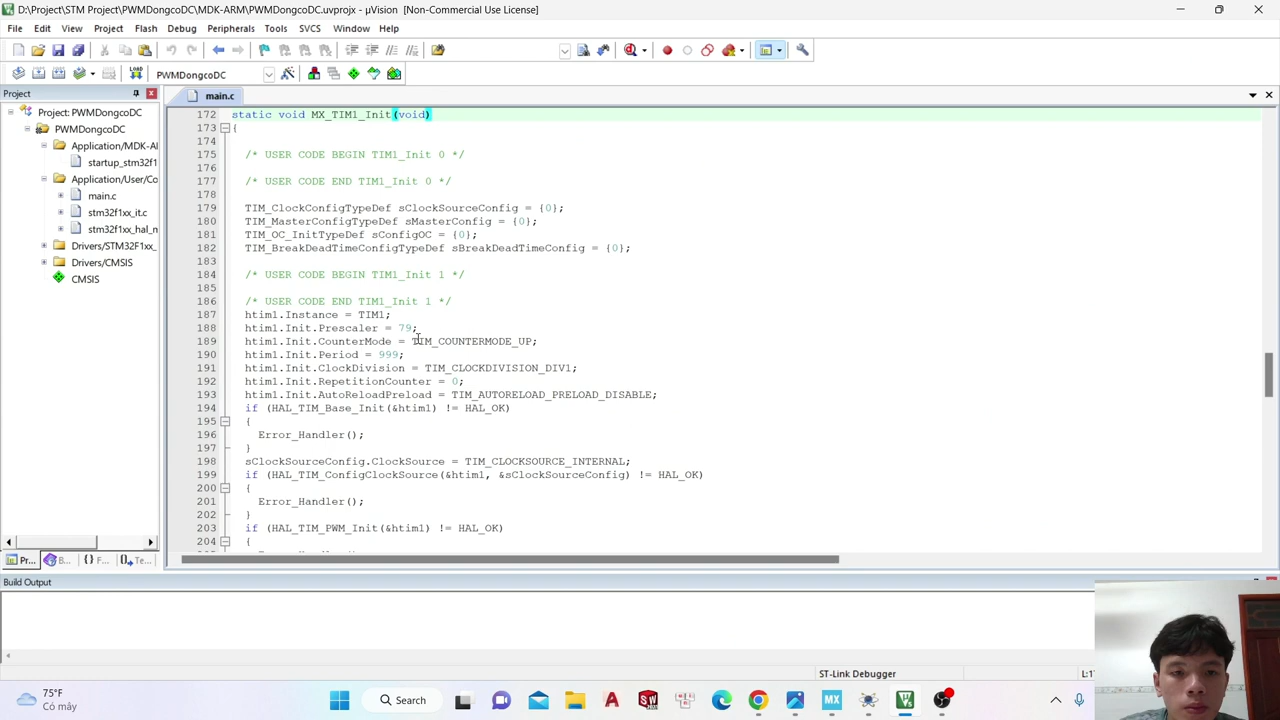 D:\Project\STM Project\PWMDongcoDC\MDK-ARM\PWMDongcoDC.uvprojx - µVision [Non-Commercial Use License]
File Edit View Project Flash Debug Peripherals Tools SVCS Window Help
LOAD PWMDongcoDC
Project main.c
Project: PWMDongcoDC
PWMDongcoDC
Application/MDK-AI
startup_stm32f1
Application/User/Co
main.c
stm32f1xx_it.c
stm32f1xx_hal_m
Drivers/STM32F1xx_
Drivers/CMSIS
CMSIS
172 static void MX_TIM1_Init(void)
173 {
174
175 /* USER CODE BEGIN TIM1_Init 0 */
176
177 /* USER CODE END TIM1_Init 0 */
178
179 TIM_ClockConfigTypeDef sClockSourceConfig = {0};
180 TIM_MasterConfigTypeDef sMasterConfig = {0};
181 TIM_OC_InitTypeDef sConfigOC = {0};
182 TIM_BreakDeadTimeConfigTypeDef sBreakDeadTimeConfig = {0};
183
184 /* USER CODE BEGIN TIM1_Init 1 */
185
186 /* USER CODE END TIM1_Init 1 */
187 htim1.Instance = TIM1;
188 htim1.Init.Prescaler = 79;
189 htim1.Init.CounterMode = TIM_COUNTERMODE_UP;
190 htim1.Init.Period = 999;
191 htim1.Init.ClockDivision = TIM_CLOCKDIVISION_DIV1;
192 htim1.Init.RepetitionCounter = 0;
193 htim1.Init.AutoReloadPreload = TIM_AUTORELOAD_PRELOAD_DISABLE;
194 if (HAL_TIM_Base_Init(&htim1) != HAL_OK)
195 {
196 Error_Handler();
197 }
198 sClockSourceConfig.ClockSource = TIM_CLOCKSOURCE_INTERNAL;
199 if (HAL_TIM_ConfigClockSource(&htim1, &sClockSourceConfig) != HAL_OK)
200 {
201 Error_Handler();
202 }
203 if (HAL_TIM_PWM_Init(&htim1) != HAL_OK)
204 {
Pr... B... {} F... Te...
Build Output
ST-Link Debugger
75°F
Có mây
Search
MX